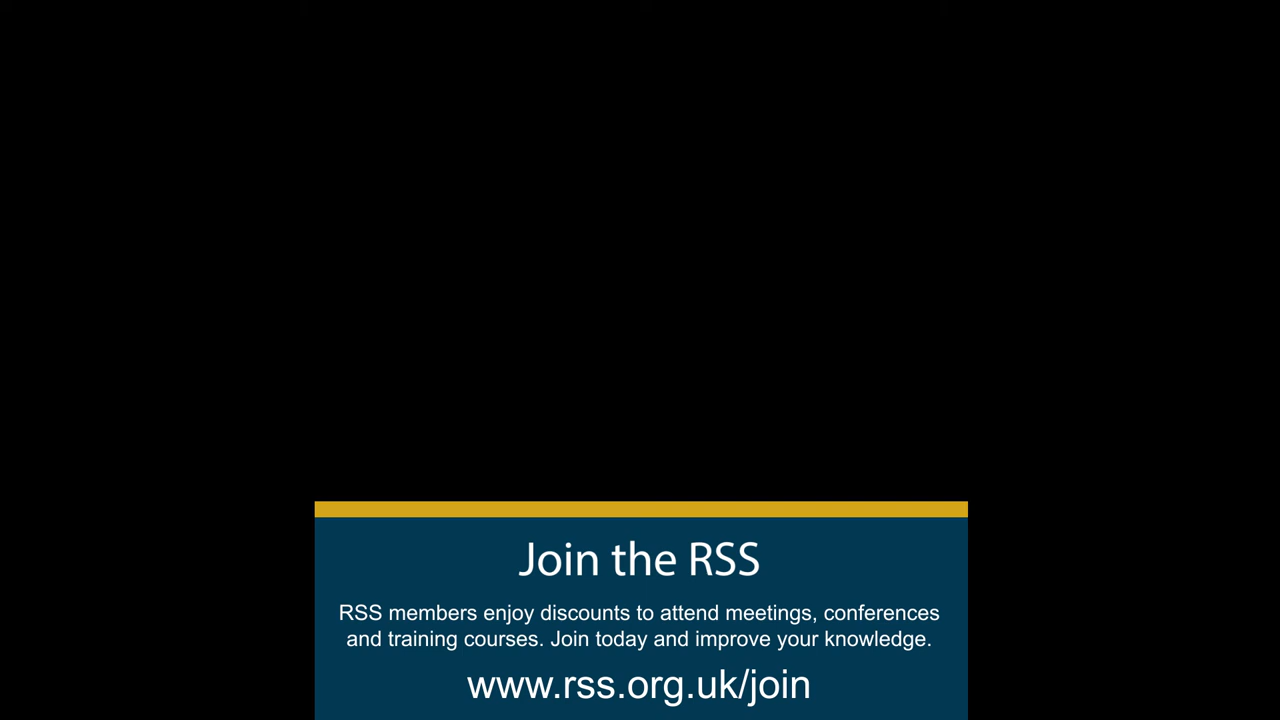 Join the RSS
RSS members enjoy discounts to attend meetings, conferences
and training courses. Join today and improve your knowledge.
www.rss.org.uk/join